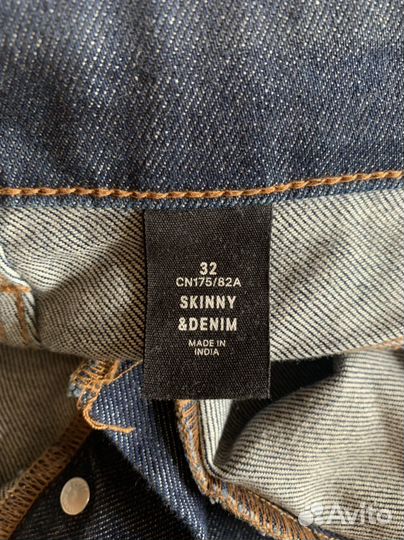 32
CN175/82A
SKINNY
&DENIM
MADE IN
INDIA
Avito